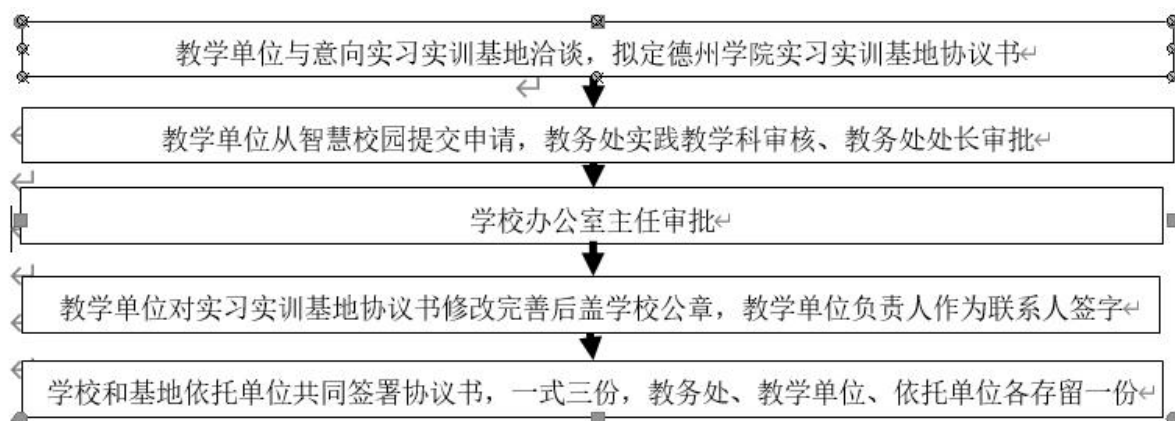 教学单位与意向实习实训基地洽谈，拟定德州学院实习实训基地协议书
教学单位从智慧校园提交申请，教务处实践教学科审核、教务处处长审批
学校办公室主任审批
教学单位对实习实训基地协议书修改完善后盖学校公章，教学单位负责人作为联系人签字
学校和基地依托单位共同签署协议书，一式三份，教务处、教学单位、依托单位各存留一份